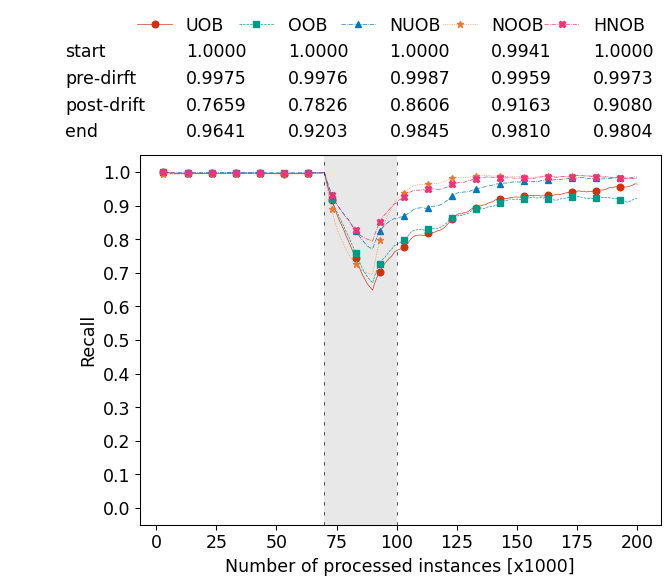 UOB OOB NUOB NOOB HNOB
start 1.0000 1.0000 1.0000 0.9941 1.0000
pre-dirft 0.9975 0.9976 0.9987 0.9959 0.9973
post-drift 0.7659 0.7826 0.8606 0.9163 0.9080
end 0.9641 0.9203 0.9845 0.9810 0.9804
1.0
0.9
0.8
0.7
0.6
0.5
0.4
0.3
0.2
0.1
0.0
Recall
0 25 50 75 100 125 150 175 200
Number of processed instances [x1000]